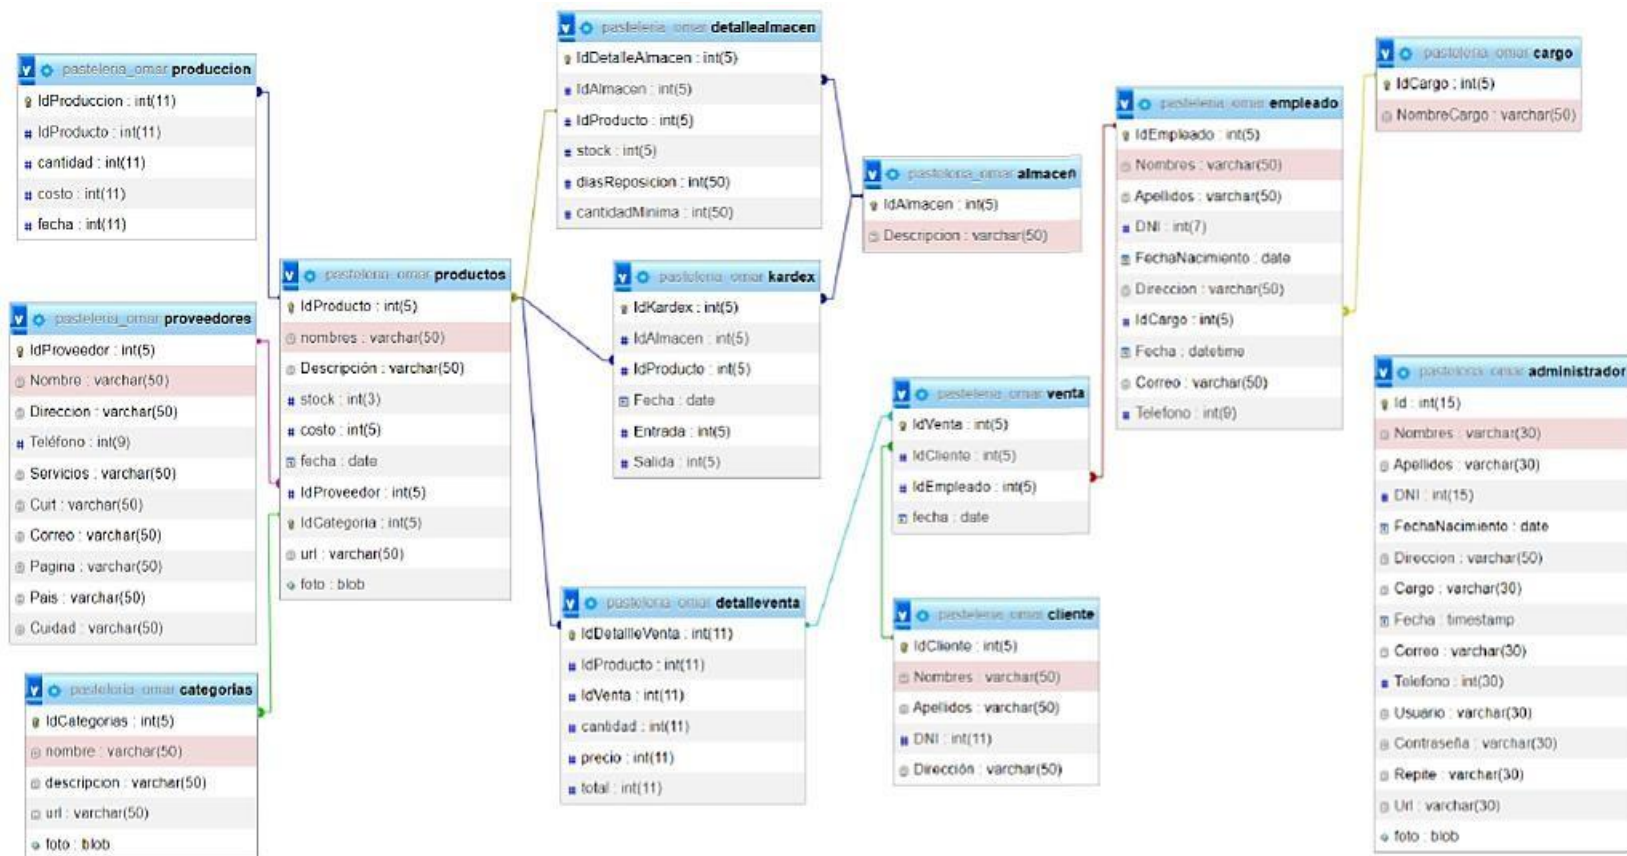 pasteleria_omar produccion
IdProduccion : int(11)
IdProducto : int(11)
cantidad : int(11)
costo : int(11)
fecha : int(11)
pasteleria_omar proveedores
IdProveedor : int(5)
Nombre : varchar(50)
Direccion : varchar(50)
Teléfono : int(9)
Servicios : varchar(50)
Cuit : varchar(50)
Correo : varchar(50)
Pagina : varchar(50)
Pais : varchar(50)
Cuidad : varchar(50)
pasteleria_omar categorias
IdCategorias : int(5)
nombre : varchar(50)
descripcion : varchar(50)
url : varchar(50)
foto : blob
pasteleria_omar productos
IdProducto : int(5)
nombres : varchar(50)
Descripción : varchar(50)
stock : int(3)
costo : int(5)
fecha : date
IdProveedor : int(5)
IdCategoria : int(5)
url : varchar(50)
foto : blob
pasteleria_omar detallealmacen
IdDetalleAlmacen : int(5)
IdAlmacen : int(5)
IdProducto : int(5)
stock : int(5)
diasReposicion : int(50)
cantidadMinima : int(50)
pasteleria_omar kardex
IdKardex : int(5)
IdAlmacen : int(5)
IdProducto : int(5)
Fecha : date
Entrada : int(5)
Salida : int(5)
pasteleria_omar detalleventa
IdDetalleVenta : int(11)
IdProducto : int(11)
IdVenta : int(11)
cantidad : int(11)
precio : int(11)
total : int(11)
pasteleria_omar almacen
IdAlmacen : int(5)
Descripcion : varchar(50)
pasteleria_omar venta
IdVenta : int(5)
IdCliente : int(5)
IdEmpleado : int(5)
fecha : date
pasteleria_omar cliente
IdCliente : int(5)
Nombres : varchar(50)
Apellidos : varchar(50)
DNI : int(11)
Dirección : varchar(50)
pasteleria_omar empleado
IdEmpleado : int(5)
Nombres : varchar(50)
Apellidos : varchar(50)
DNI : int(7)
FechaNacimiento : date
Direccion : varchar(50)
IdCargo : int(5)
Fecha : datetime
Correo : varchar(50)
Telefono : int(9)
pasteleria_omar cargo
IdCargo : int(5)
NombreCargo : varchar(50)
pasteleria_omar administrador
Id : int(15)
Nombres : varchar(30)
Apellidos : varchar(30)
DNI : int(15)
FechaNacimiento : date
Direccion : varchar(50)
Cargo : varchar(30)
Fecha : timestamp
Correo : varchar(30)
Telefono : int(30)
Usuario : varchar(30)
Contraseña : varchar(30)
Repite : varchar(30)
Url : varchar(30)
foto : blob